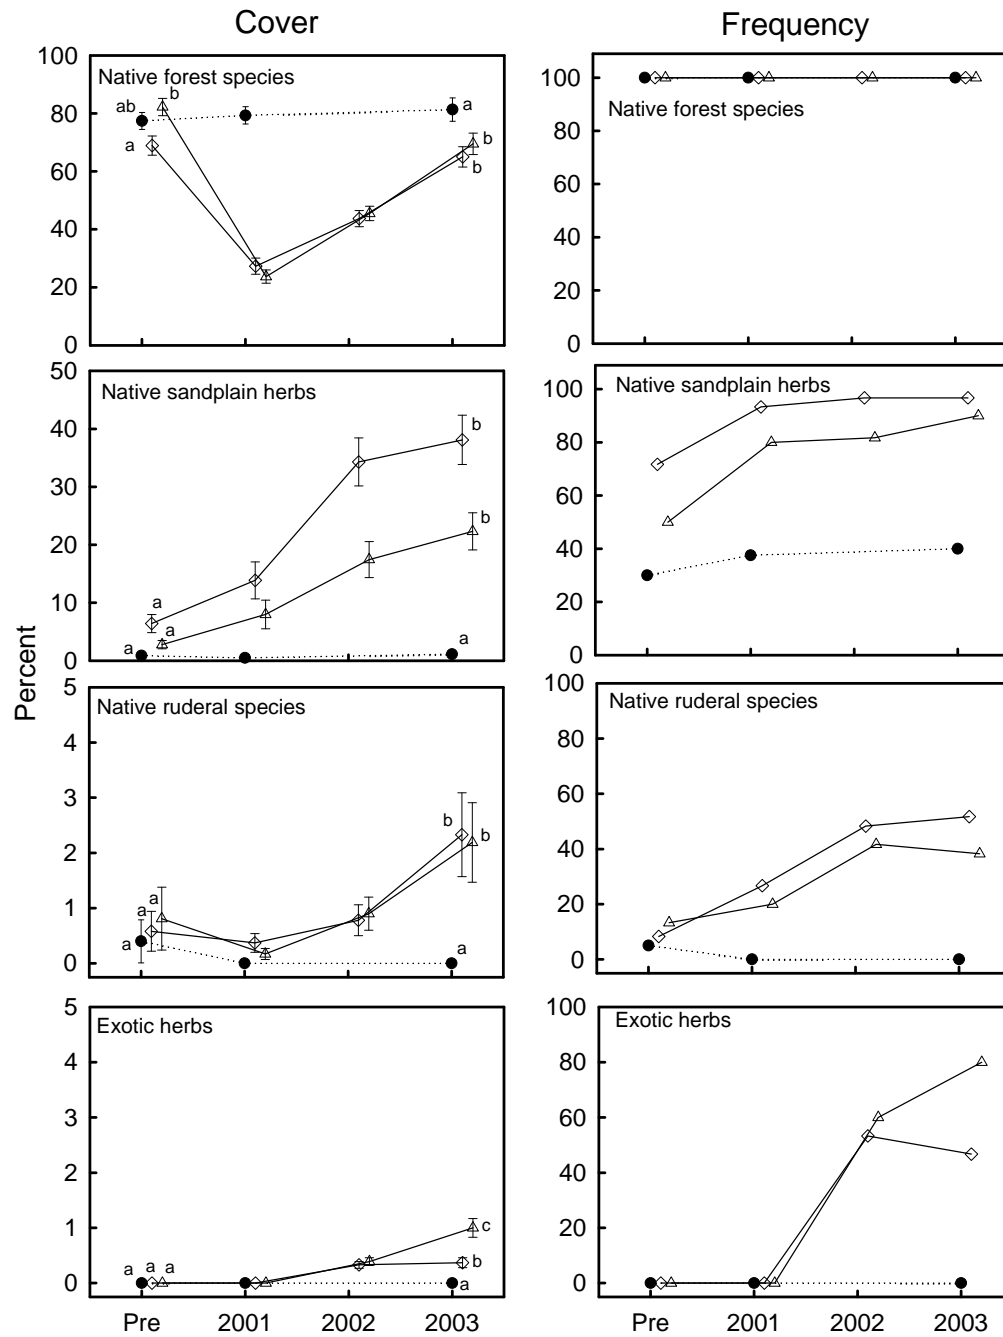 Cover
Frequency
Percent
100
80
60
40
20
0
Native forest species
ab
b
a
a
b
b
100
80
60
40
20
0
Native forest species
50
40
30
20
10
0
Native sandplain herbs
a
a
a
b
b
a
100
80
60
40
20
0
Native sandplain herbs
5
4
3
2
1
0
Native ruderal species
a
a
a
b
b
a
100
80
60
40
20
0
Native ruderal species
5
4
3
2
1
0
Exotic herbs
a a a
c
b
a
100
80
60
40
20
0
Exotic herbs
Pre 2001 2002 2003
Pre 2001 2002 2003